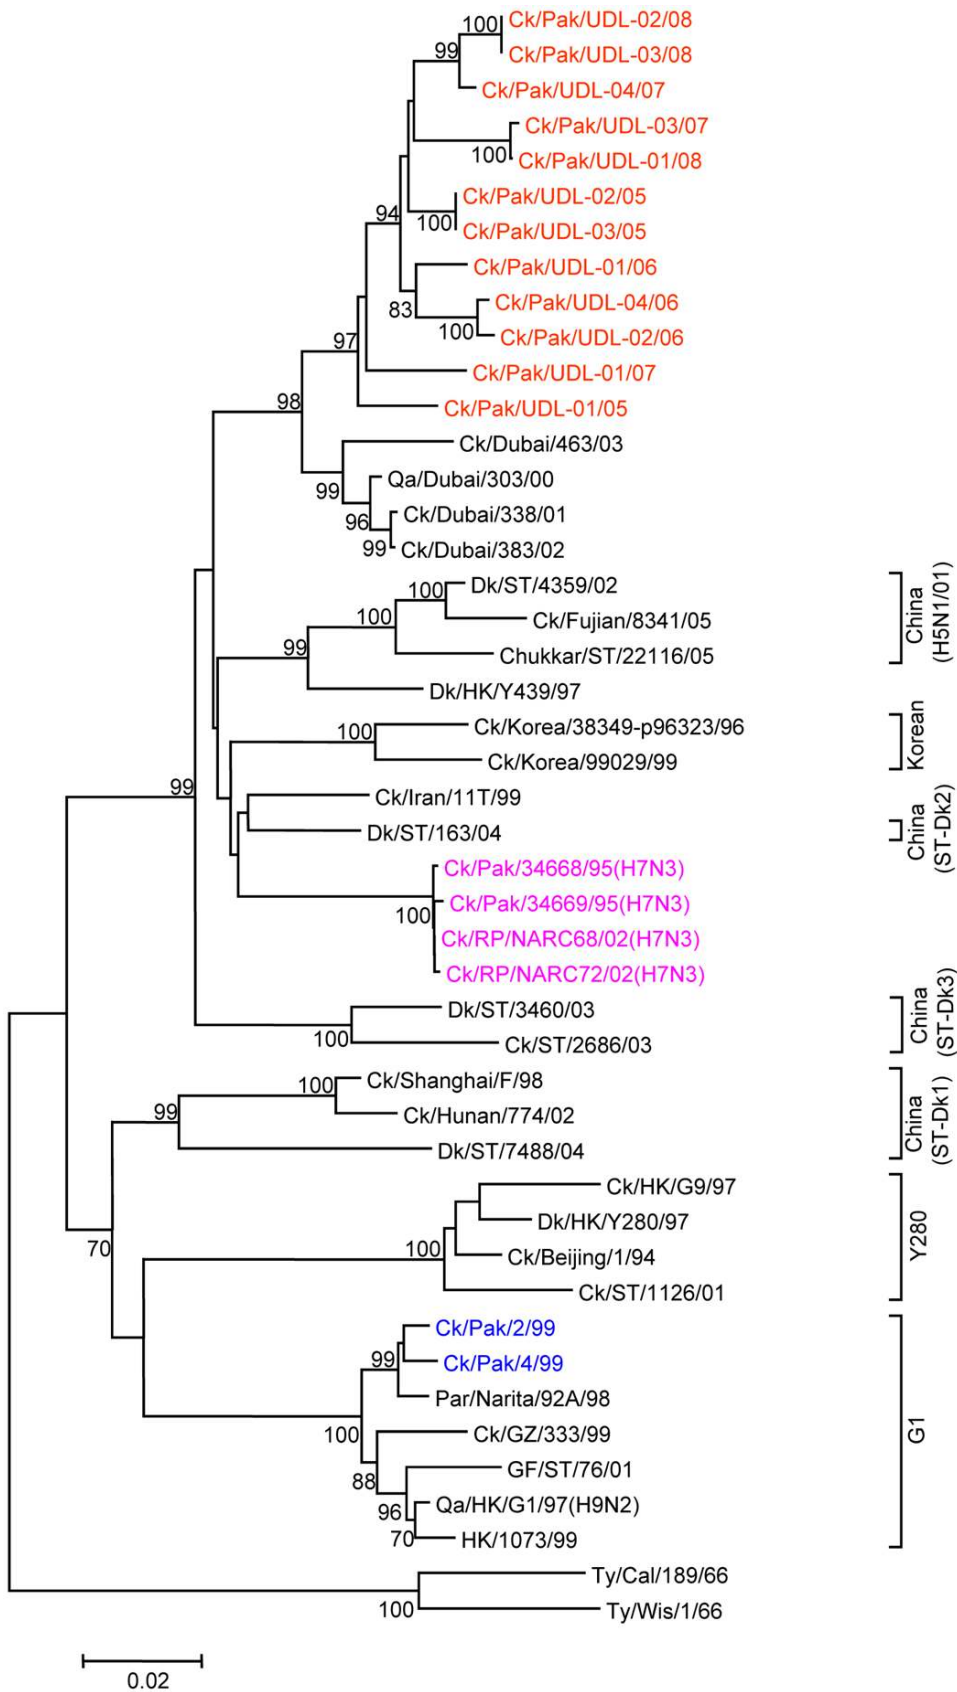 100
Ck/Pak/UDL-02/08
99
Ck/Pak/UDL-03/08
Ck/Pak/UDL-04/07
Ck/Pak/UDL-03/07
100
Ck/Pak/UDL-01/08
Ck/Pak/UDL-02/05
94
100
Ck/Pak/UDL-03/05
Ck/Pak/UDL-01/06
Ck/Pak/UDL-04/06
83
100
Ck/Pak/UDL-02/06
97
Ck/Pak/UDL-01/07
98
Ck/Pak/UDL-01/05
Ck/Dubai/463/03
Qa/Dubai/303/00
99
Ck/Dubai/338/01
96
99
Ck/Dubai/383/02
Dk/ST/4359/02
100
Ck/Fujian/8341/05
100
Chukkar/ST/22116/05
99
Dk/HK/Y439/97
China
(H5N1/01)
Ck/Korea/38349-p96323/96
100
Ck/Korea/99029/99
Korean
99
Ck/Iran/11T/99
Dk/ST/163/04
China
(ST-Dk2)
Ck/Pak/34668/95(H7N3)
Ck/Pak/34669/95(H7N3)
100
Ck/RP/NARC68/02(H7N3)
Ck/RP/NARC72/02(H7N3)
Dk/ST/3460/03
100
Ck/ST/2686/03
China
(ST-Dk3)
100
Ck/Shanghai/F/98
99
Ck/Hunan/774/02
Dk/ST/7488/04
China
(ST-Dk1)
Ck/HK/G9/97
Dk/HK/Y280/97
70
100
Ck/Beijing/1/94
Ck/ST/1126/01
Y280
Ck/Pak/2/99
99
Ck/Pak/4/99
Par/Narita/92A/98
100
Ck/GZ/333/99
GF/ST/76/01
88
Qa/HK/G1/97(H9N2)
96
70
HK/1073/99
G1
Ty/Cal/189/66
100
Ty/Wis/1/66
0.02